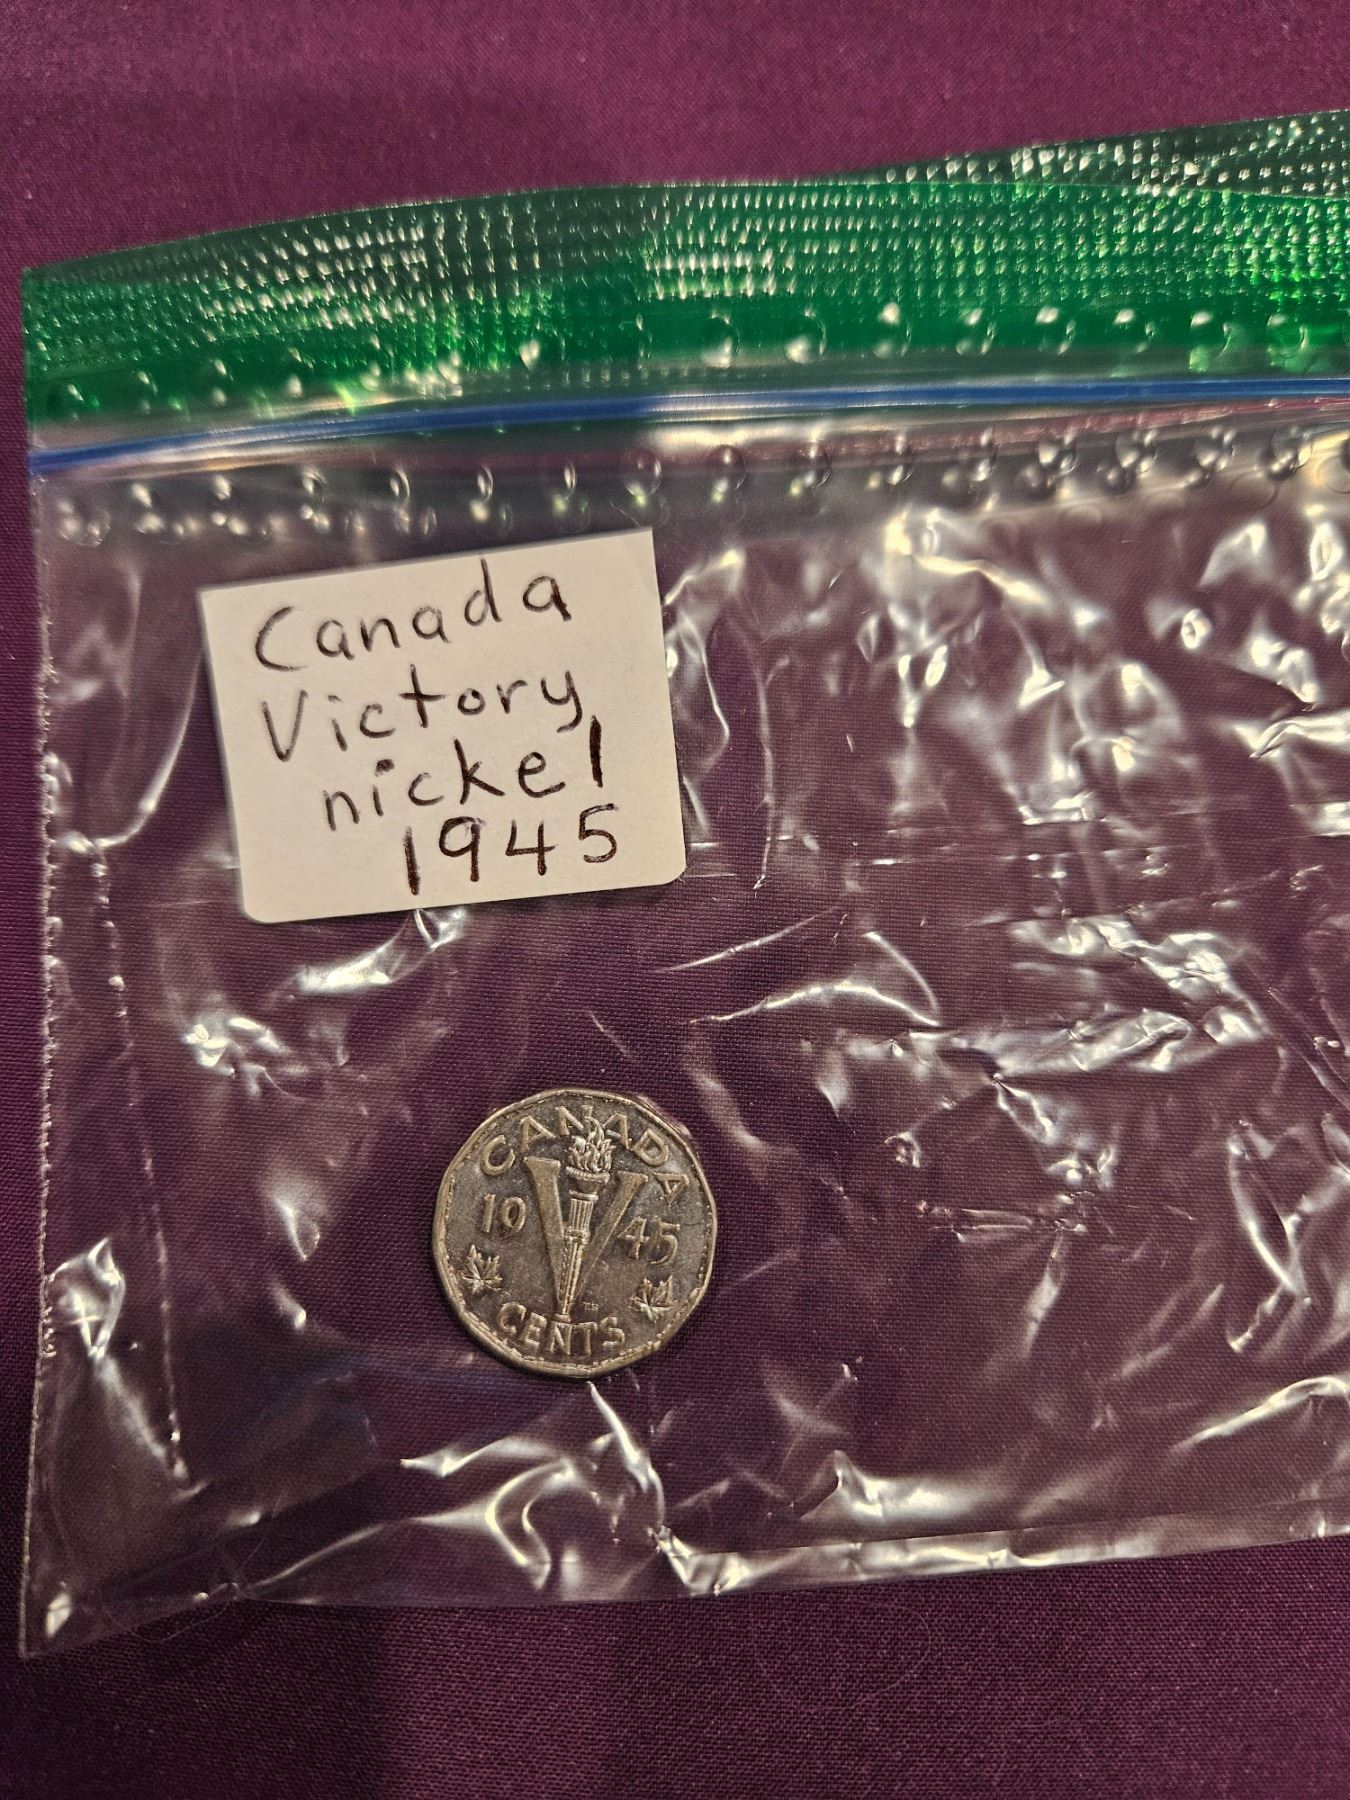 Canada
Victory
nickel
1945
CANADA
19 45
CENTS